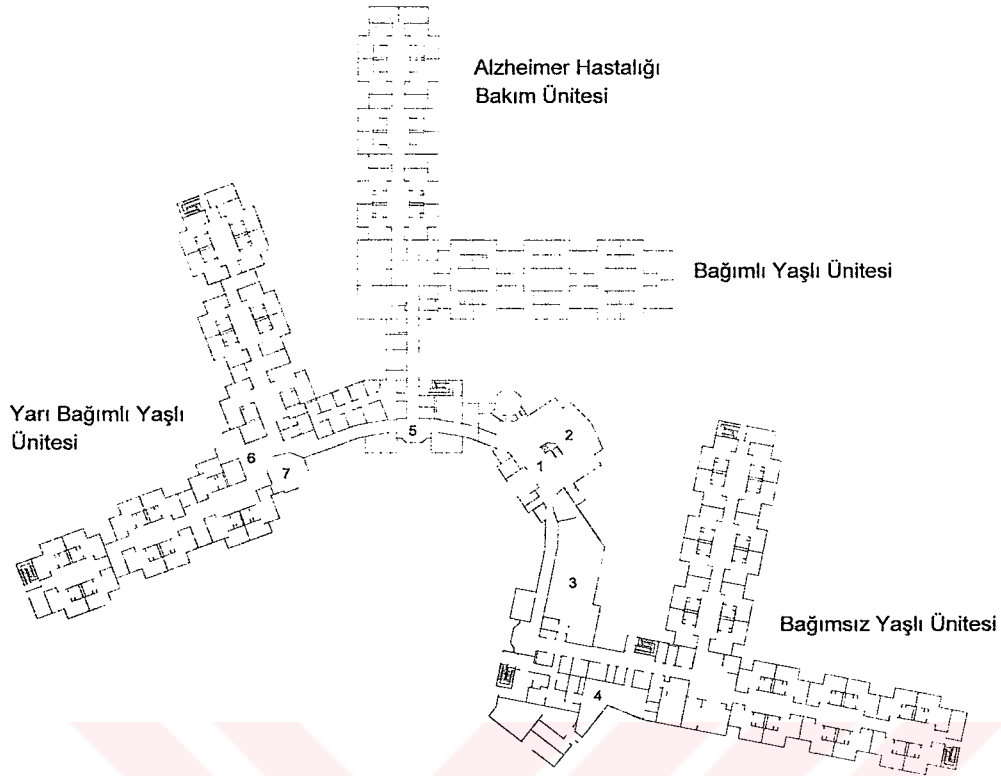 Alzheimer Hastalığı
Bakım Ünitesi
Bağımlı Yaşlı Ünitesi
Yarı Bağımlı Yaşlı
Ünitesi
5
2
6
7
1
3
Bağımsız Yaşlı Ünitesi
4